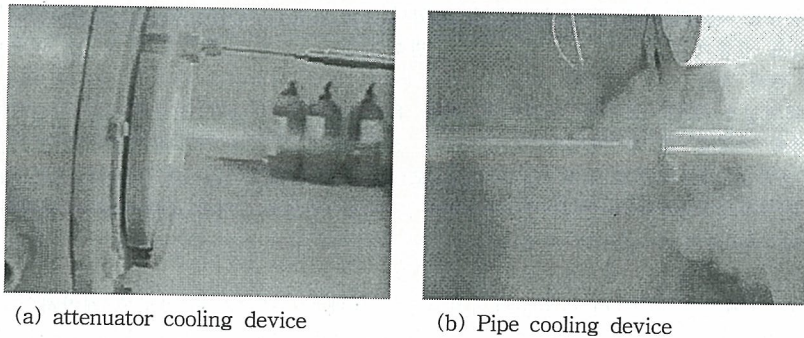 (a) attenuator cooling device
(b) Pipe cooling device